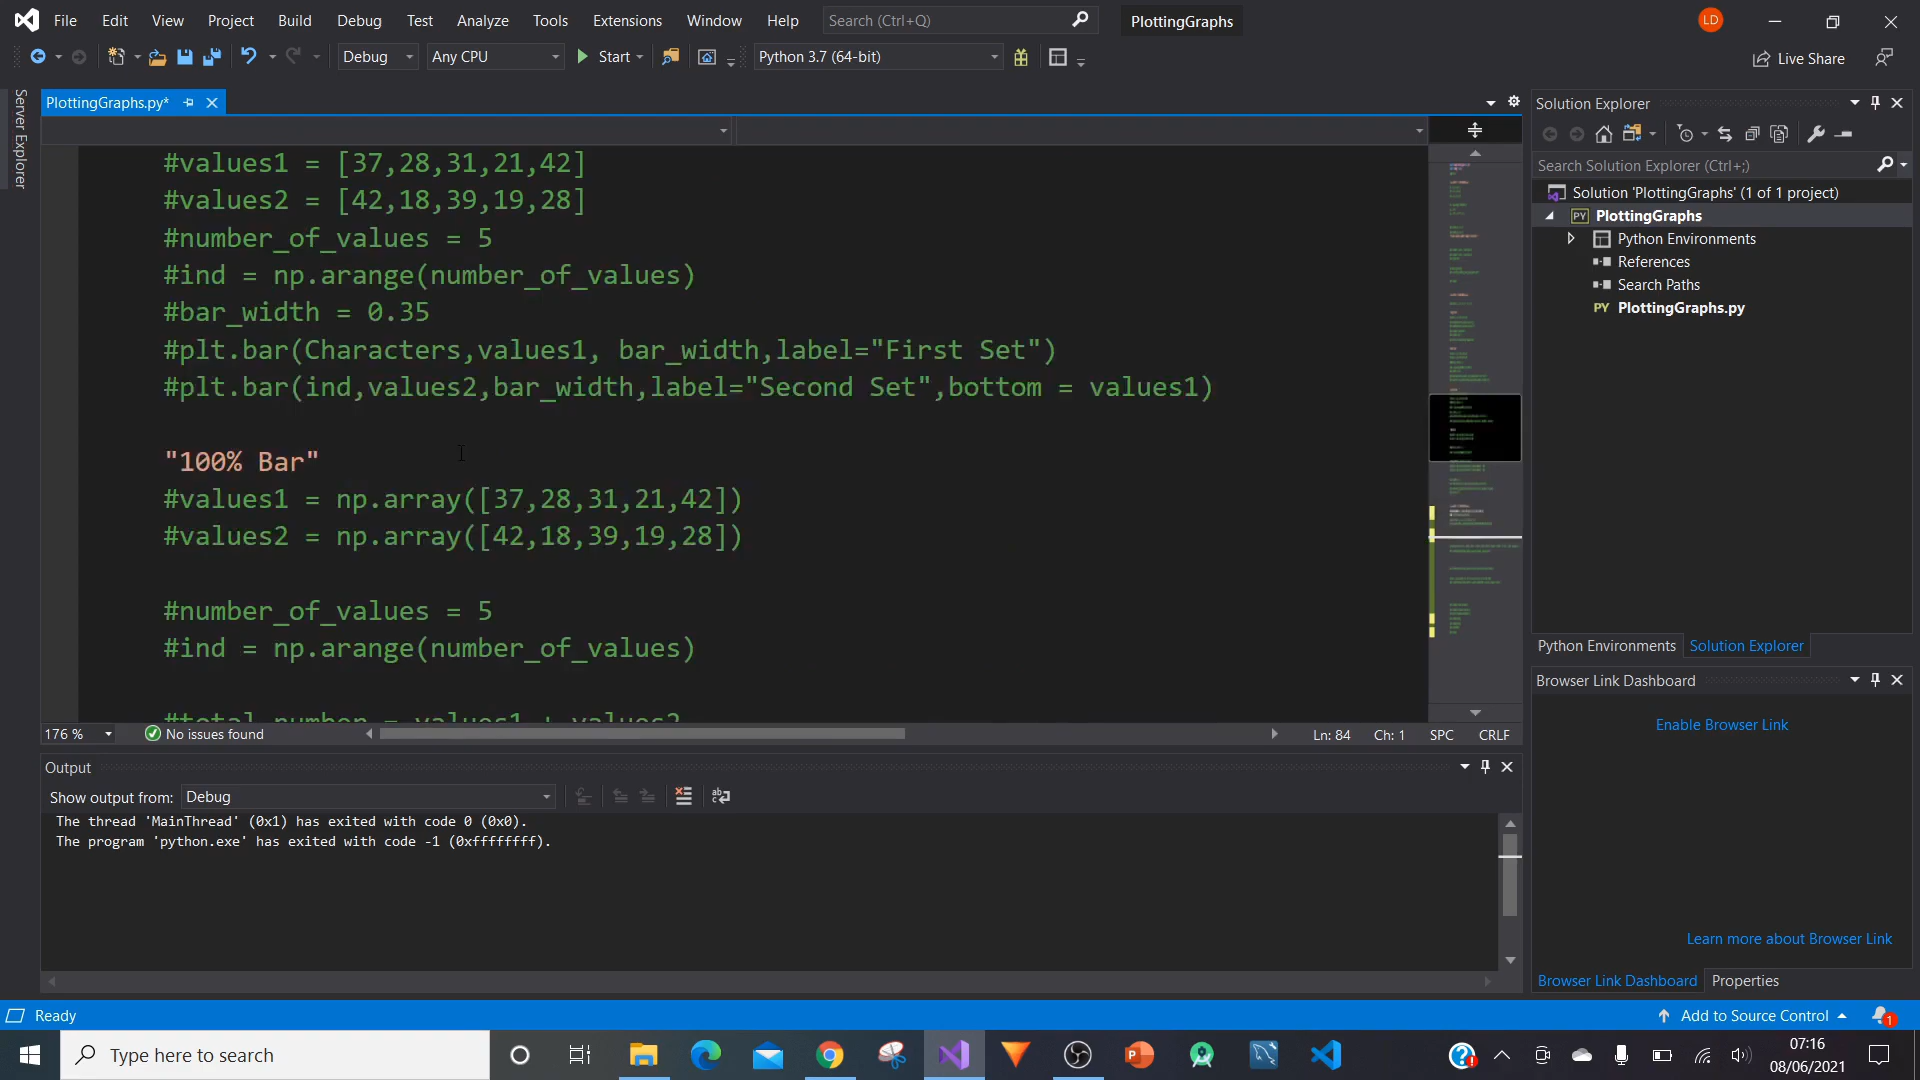 File Edit View Project Build Debug Test Analyze Tools Extensions Window Help Search (Ctrl+Q) PlottingGraphs LD
Debug Any CPU Start Python 3.7 (64-bit) Live Share
Server Explorer
PlottingGraphs.py*
#values1 = [37,28,31,21,42]
#values2 = [42,18,39,19,28]
#number_of_values = 5
#ind = np.arange(number_of_values)
#bar_width = 0.35
#plt.bar(Characters,values1, bar_width,label="First Set")
#plt.bar(ind,values2,bar_width,label="Second Set",bottom = values1)
"100% Bar"
#values1 = np.array([37,28,31,21,42])
#values2 = np.array([42,18,39,19,28])
#number_of_values = 5
#ind = np.arange(number_of_values)
#total_number = values1 + values2
176 % No issues found Ln: 84 Ch: 1 SPC CRLF
Output
Show output from: Debug
The thread 'MainThread' (0x1) has exited with code 0 (0x0).
The program 'python.exe' has exited with code -1 (0xffffffff).
Solution Explorer
Search Solution Explorer (Ctrl+;)
Solution 'PlottingGraphs' (1 of 1 project)
PY PlottingGraphs
Python Environments
References
Search Paths
PY PlottingGraphs.py
Python Environments Solution Explorer
Browser Link Dashboard
Enable Browser Link
Learn more about Browser Link
Browser Link Dashboard Properties
Ready Add to Source Control 1
Type here to search
07:16
08/06/2021